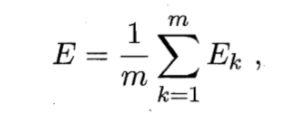 E = \frac{1}{m} \sum_{k=1}^{m} E_k ,